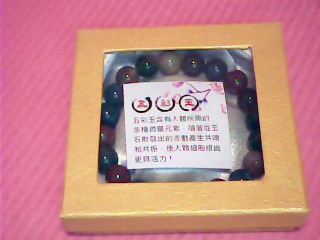 五彩玉
五彩玉含有人體所需的
多種微量元素﹐隨著從玉
石散發出的波動產生共鳴
和共振﹐使人體細胞組織
更具活力！